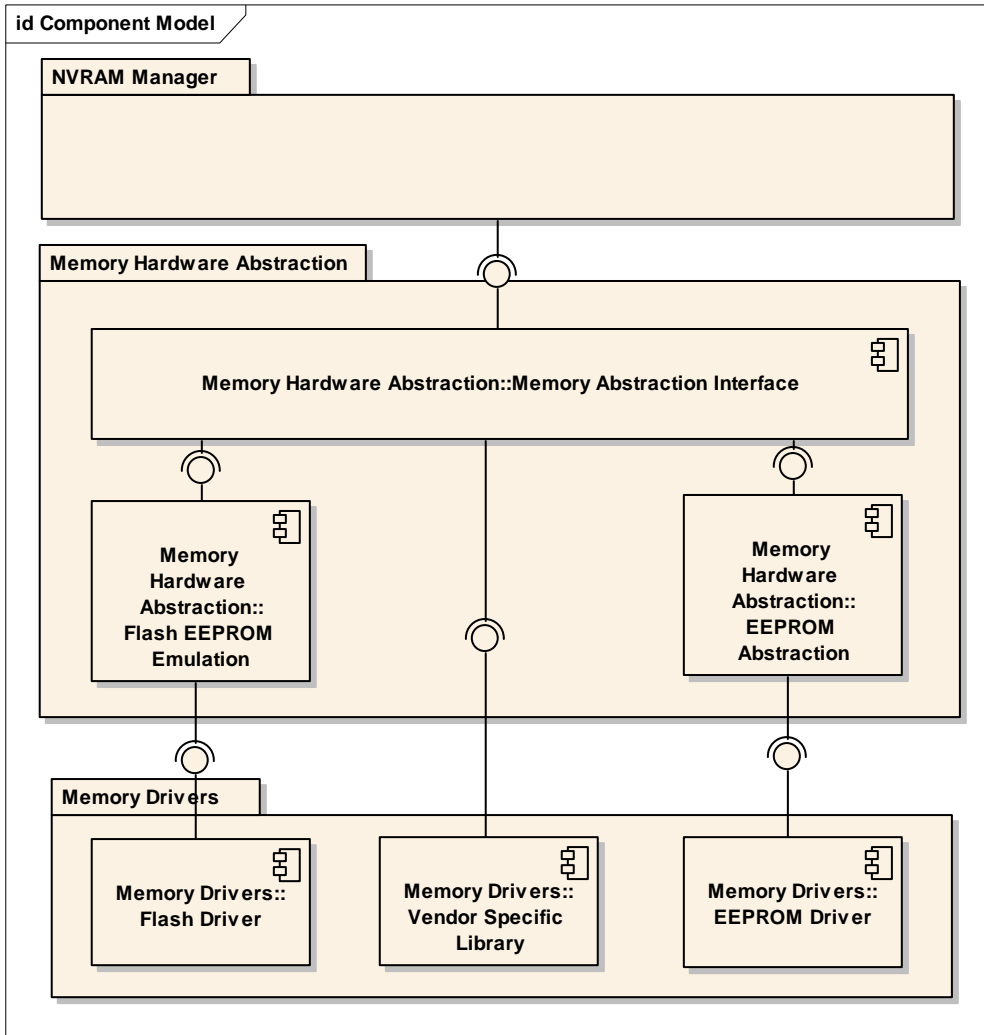 id Component Model
NVRAM Manager
Memory Hardware Abstraction
Memory Hardware Abstraction::Memory Abstraction Interface
Memory
Hardware
Abstraction::
Flash EEPROM
Emulation
Memory
Hardware
Abstraction::
EEPROM
Abstraction
Memory Drivers
Memory Drivers::
Flash Driver
Memory Drivers::
Vendor Specific
Library
Memory Drivers::
EEPROM Driver